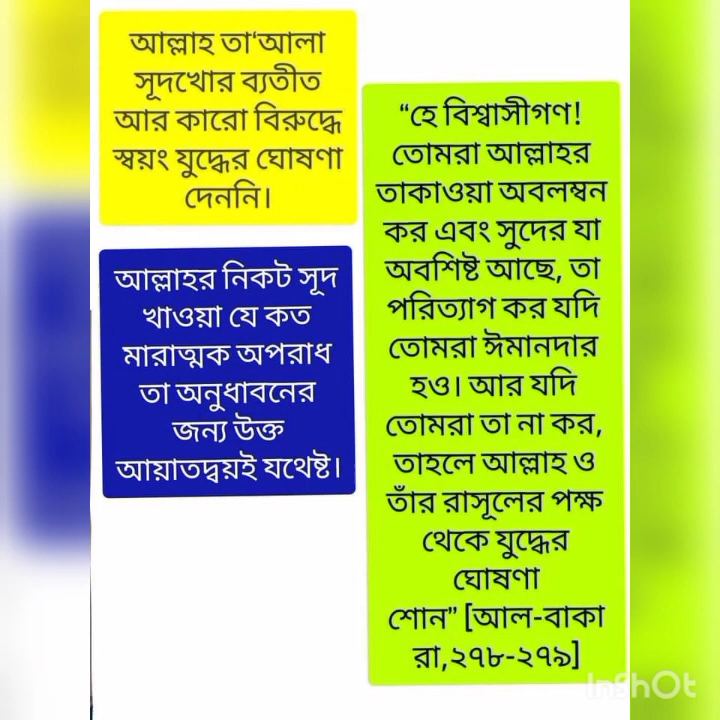 আল্লাহ তা‘আলা
সূদখোর ব্যতীত
আর কারো বিরুদ্ধে
স্বয়ং যুদ্ধের ঘোষণা
দেননি।
আল্লাহর নিকট সূদ
খাওয়া যে কত
মারাত্মক অপরাধ
তা অনুধাবনের
জন্য উক্ত
আয়াতদ্বয়ই যথেষ্ট।
“হে বিশ্বাসীগণ!
তোমরা আল্লাহর
তাকাওয়া অবলম্বন
কর এবং সুদের যা
অবশিষ্ট আছে, তা
পরিত্যাগ কর যদি
তোমরা ঈমানদার
হও। আর যদি
তোমরা তা না কর,
তাহলে আল্লাহ ও
তাঁর রাসূলের পক্ষ
থেকে যুদ্ধের
ঘোষণা
শোন” [আল-বাকা
রা,২৭৮-২৭৯]
InShOt